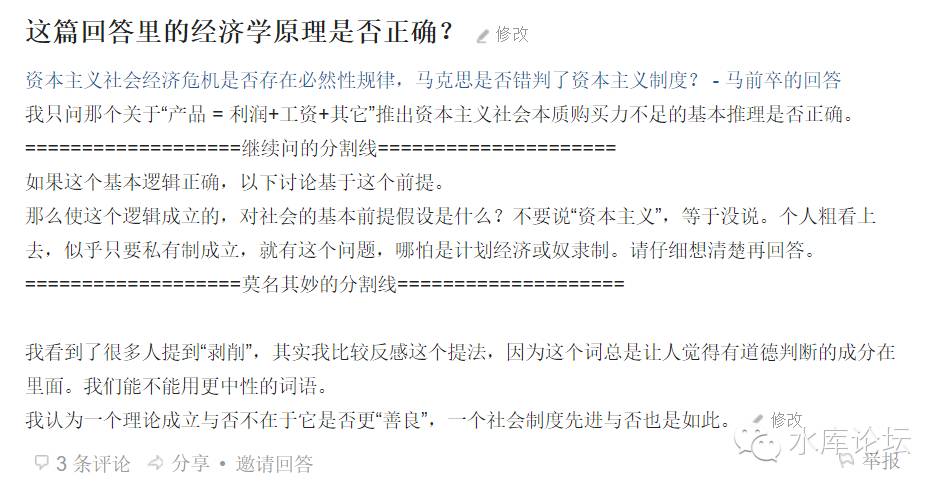 这篇回答里的经济学原理是否正确？ 修改
资本主义社会经济危机是否存在必然性规律，马克思是否错判了资本主义制度？ - 马前卒的回答
我只问那个关于“产品 = 利润+工资+其它”推出资本主义社会本质购买力不足的基本推理是否正确。
===================继续问的分割线=====================
如果这个基本逻辑正确，以下讨论基于这个前提。
那么使这个逻辑成立的，对社会的基本前提假设是什么？不要说“资本主义”，等于没说。个人粗看上
去，似乎只要私有制成立，就有这个问题，哪怕是计划经济或奴隶制。请仔细想清楚再回答。
===================莫名其妙的分割线====================
我看到了很多人提到“剥削”，其实我比较反感这个提法，因为这个词总是让人觉得有道德判断的成分在
里面。我们能不能用更中性的词语。
我认为一个理论成立与否不在于它是否更“善良”，一个社会制度先进与否也是如此。 修改
3 条评论 分享 • 邀请回答 举报
水库论坛